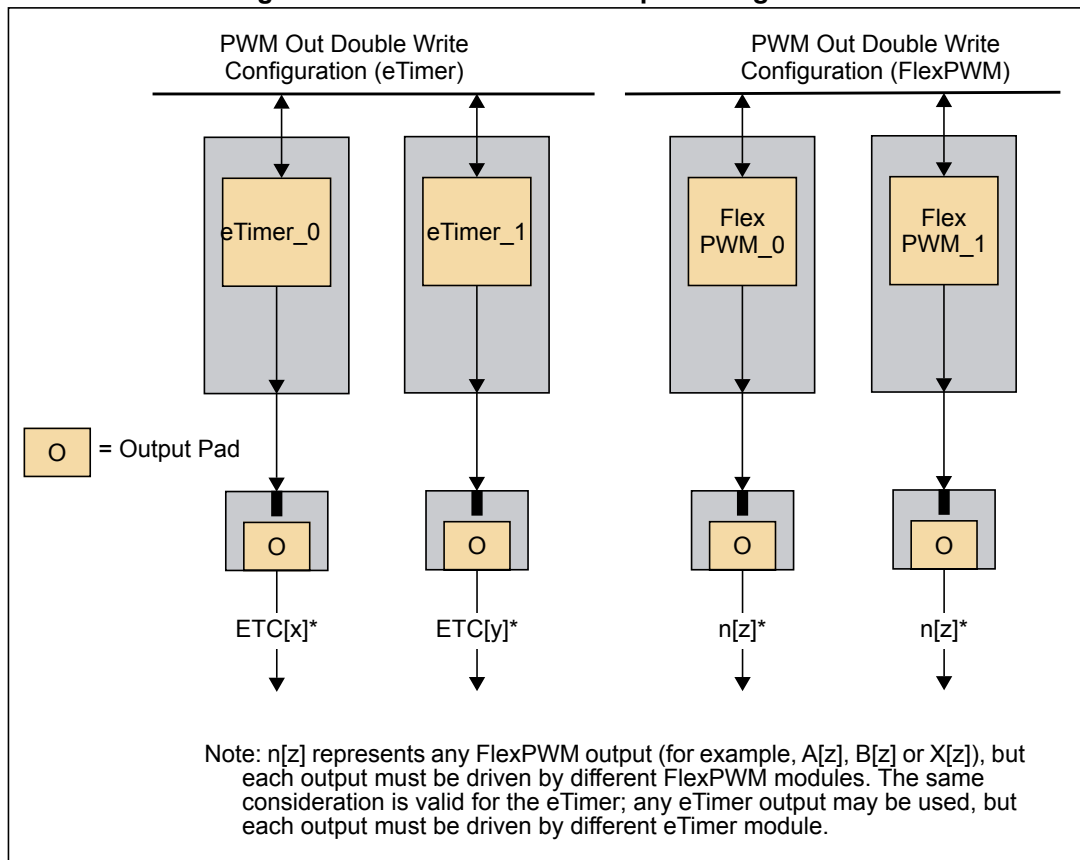 PWM Out Double Write
Configuration (eTimer)
PWM Out Double Write
Configuration (FlexPWM)
eTimer_0
eTimer_1
Flex
PWM_0
Flex
PWM_1
O
= Output Pad
O
O
O
O
ETC[x]*
ETC[y]*
n[z]*
n[z]*
Note: n[z] represents any FlexPWM output (for example, A[z], B[z] or X[z]), but
each output must be driven by different FlexPWM modules. The same
consideration is valid for the eTimer; any eTimer output may be used, but
each output must be driven by different eTimer module.